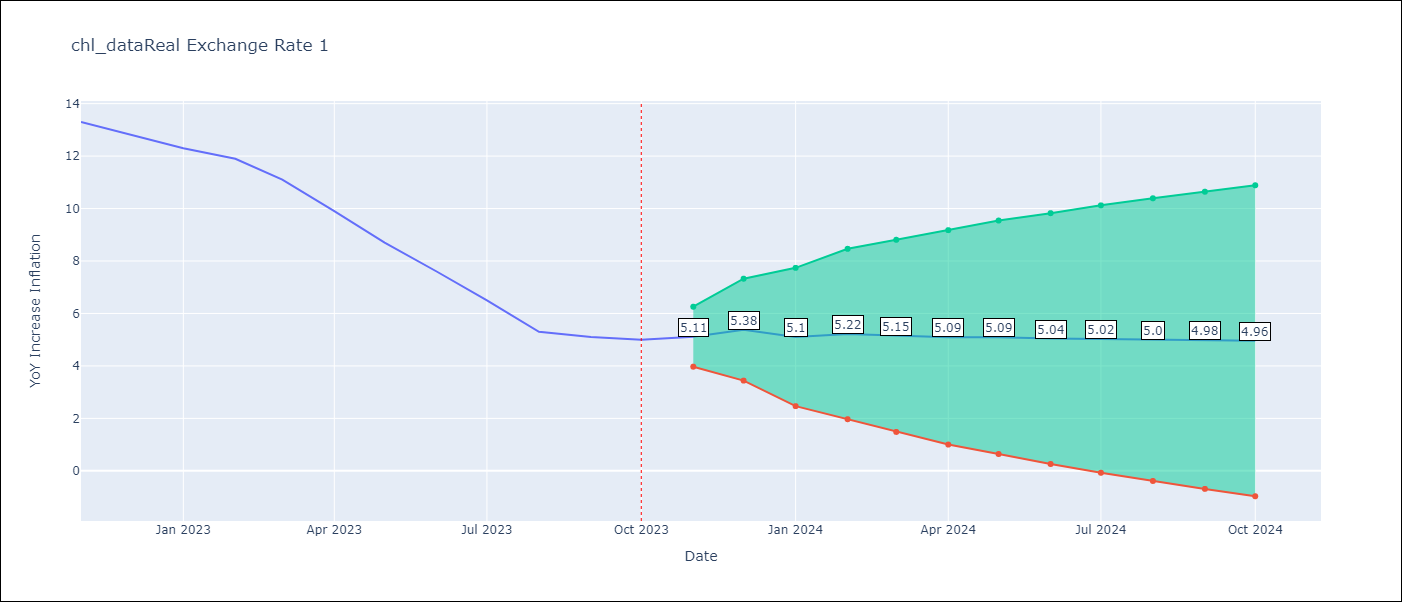 chl_dataReal Exchange Rate 1
YoY Increase Inflation
14
12
10
8
6
4
2
0
5.11
5.38
5.1
5.22
5.15
5.09
5.09
5.04
5.02
5.0
4.98
4.96
Jan 2023
Apr 2023
Jul 2023
Oct 2023
Jan 2024
Apr 2024
Jul 2024
Oct 2024
Date